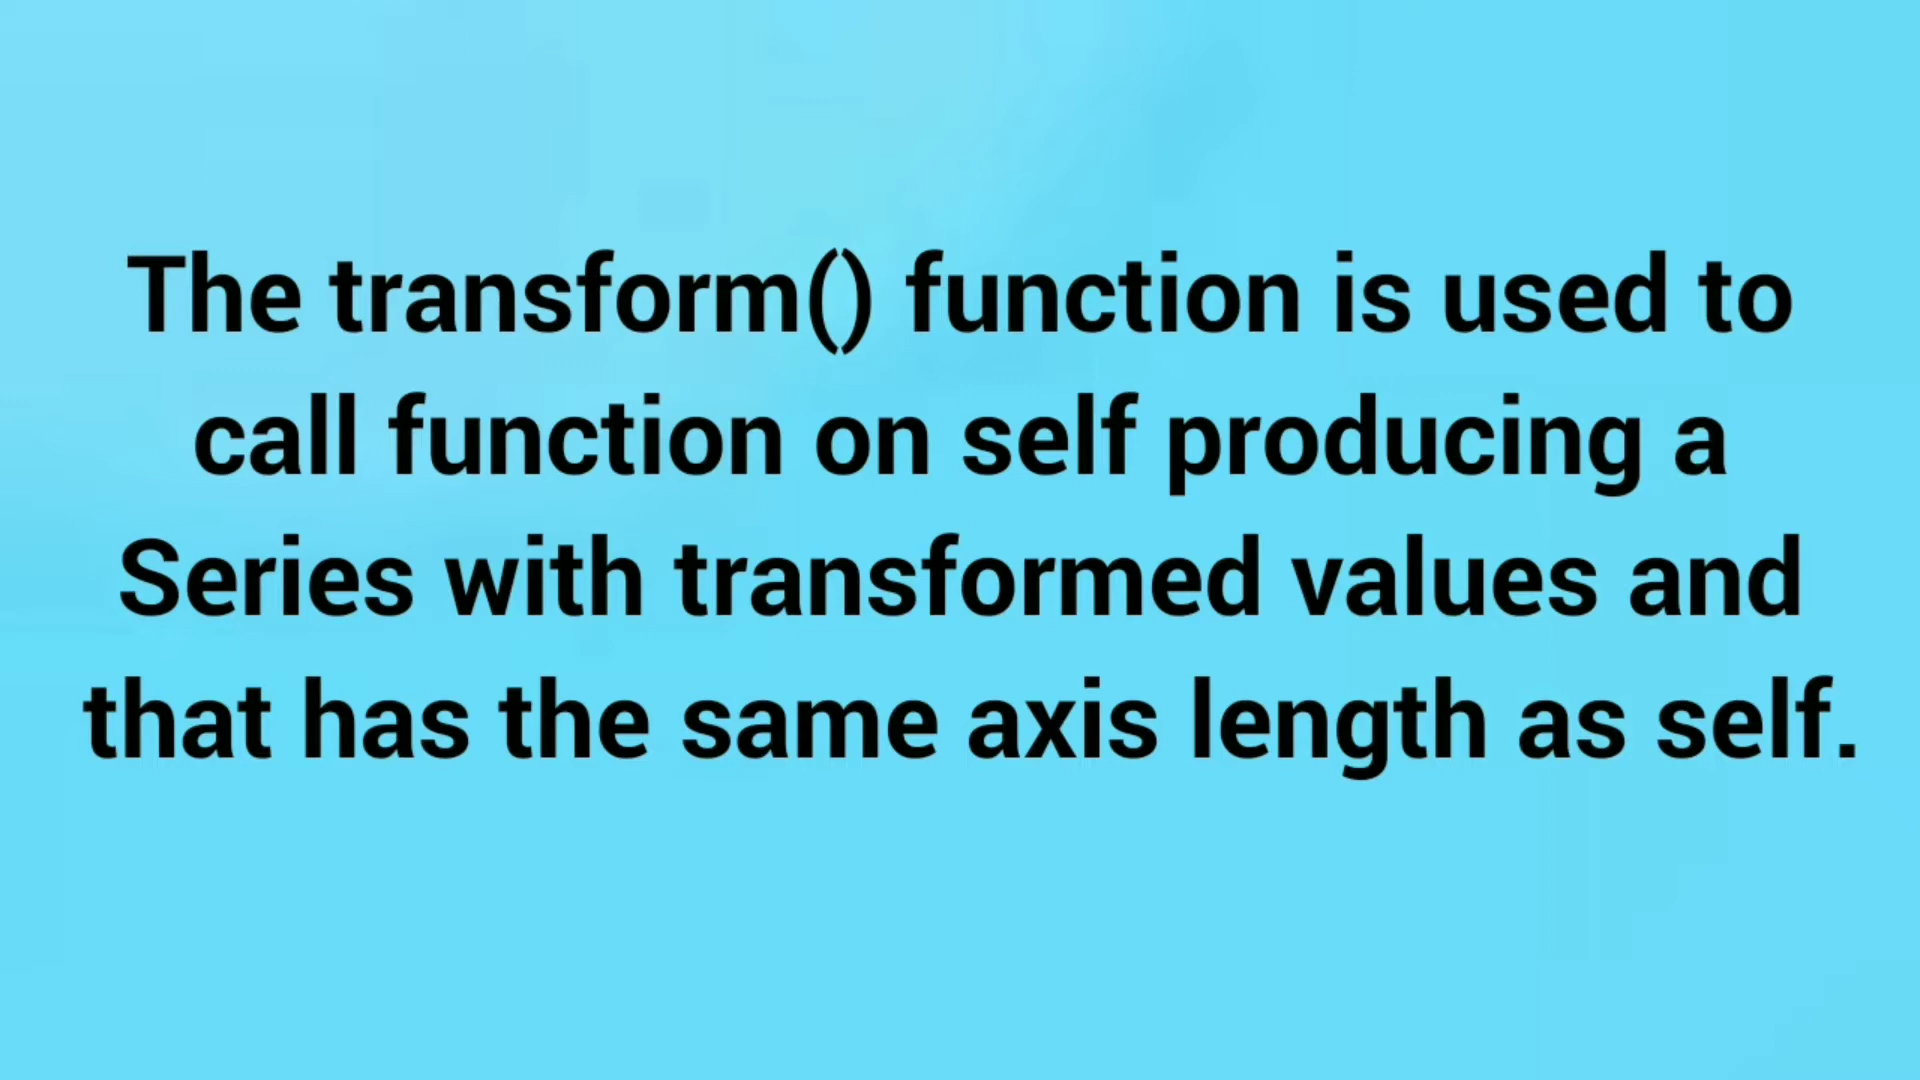 The transform() function is used to
call function on self producing a
Series with transformed values and
that has the same axis length as self.